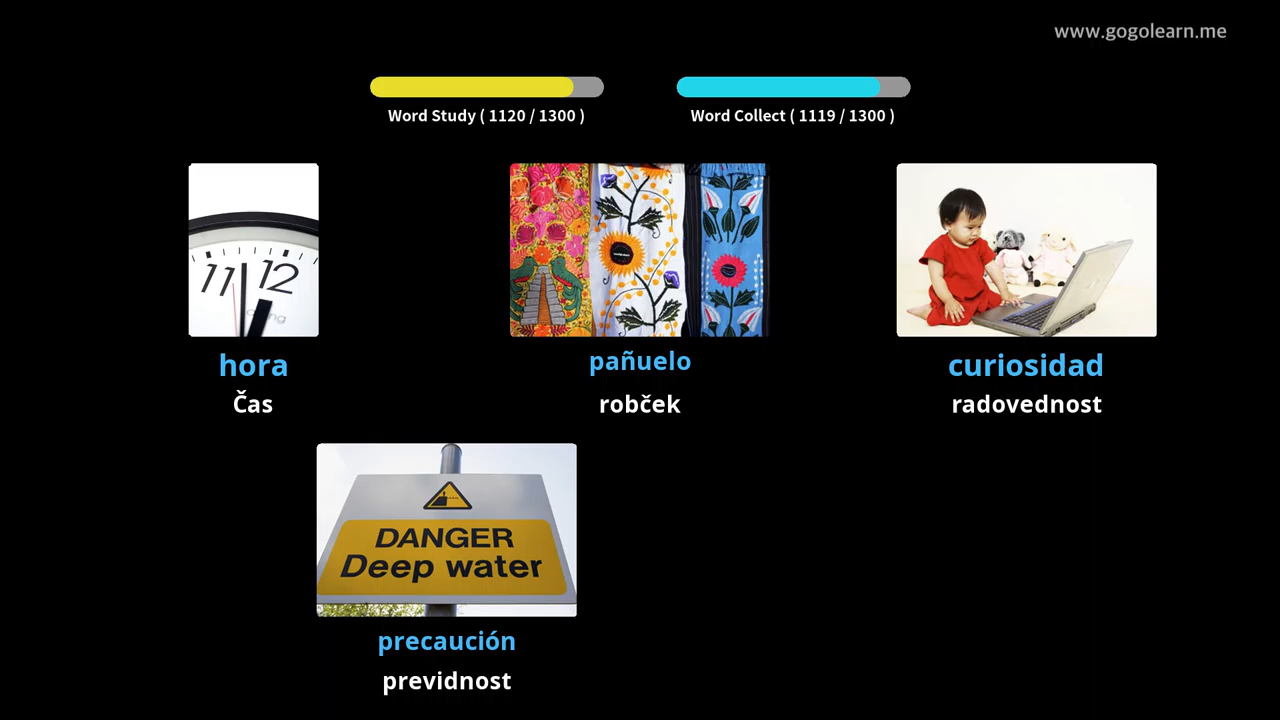 www.gogolearn.me
Word Study ( 1120 / 1300 )
Word Collect ( 1119 / 1300 )
11 12
hora
Čas
pañuelo
robček
curiosidad
radovednost
DANGER
Deep water
precaución
previdnost